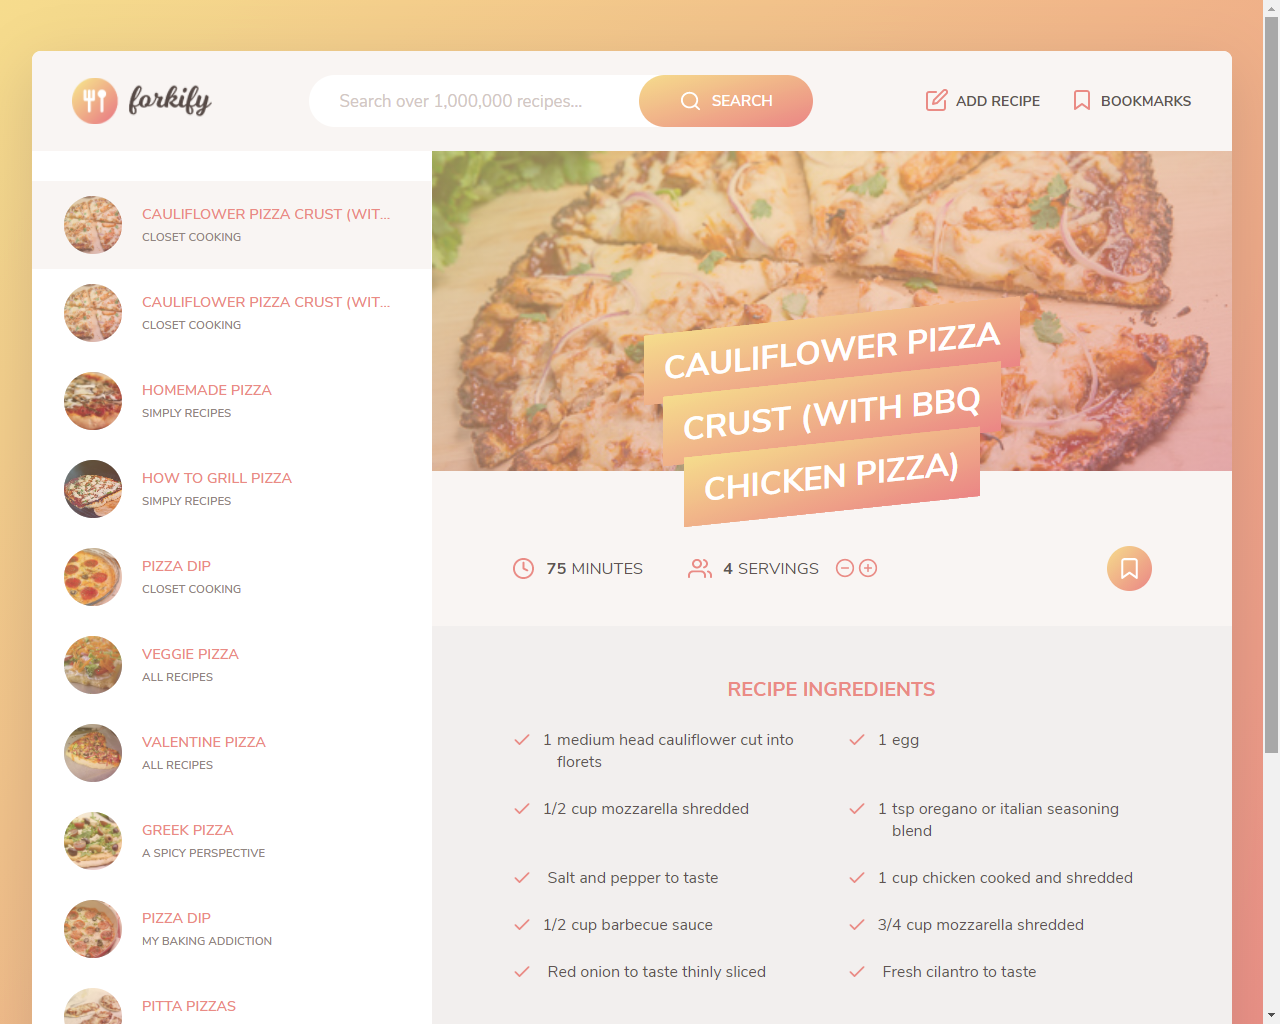 forkify
Search over 1,000,000 recipes...
SEARCH
ADD RECIPE
BOOKMARKS
CAULIFLOWER PIZZA CRUST (WIT...
CLOSET COOKING
CAULIFLOWER PIZZA CRUST (WIT...
CLOSET COOKING
HOMEMADE PIZZA
SIMPLY RECIPES
HOW TO GRILL PIZZA
SIMPLY RECIPES
PIZZA DIP
CLOSET COOKING
VEGGIE PIZZA
ALL RECIPES
VALENTINE PIZZA
ALL RECIPES
GREEK PIZZA
A SPICY PERSPECTIVE
PIZZA DIP
MY BAKING ADDICTION
PITTA PIZZAS
CAULIFLOWER PIZZA
CRUST (WITH BBQ
CHICKEN PIZZA)
75 MINUTES
4 SERVINGS
RECIPE INGREDIENTS
1 medium head cauliflower cut into
florets
1 egg
1/2 cup mozzarella shredded
1 tsp oregano or italian seasoning
blend
Salt and pepper to taste
1 cup chicken cooked and shredded
1/2 cup barbecue sauce
3/4 cup mozzarella shredded
Red onion to taste thinly sliced
Fresh cilantro to taste